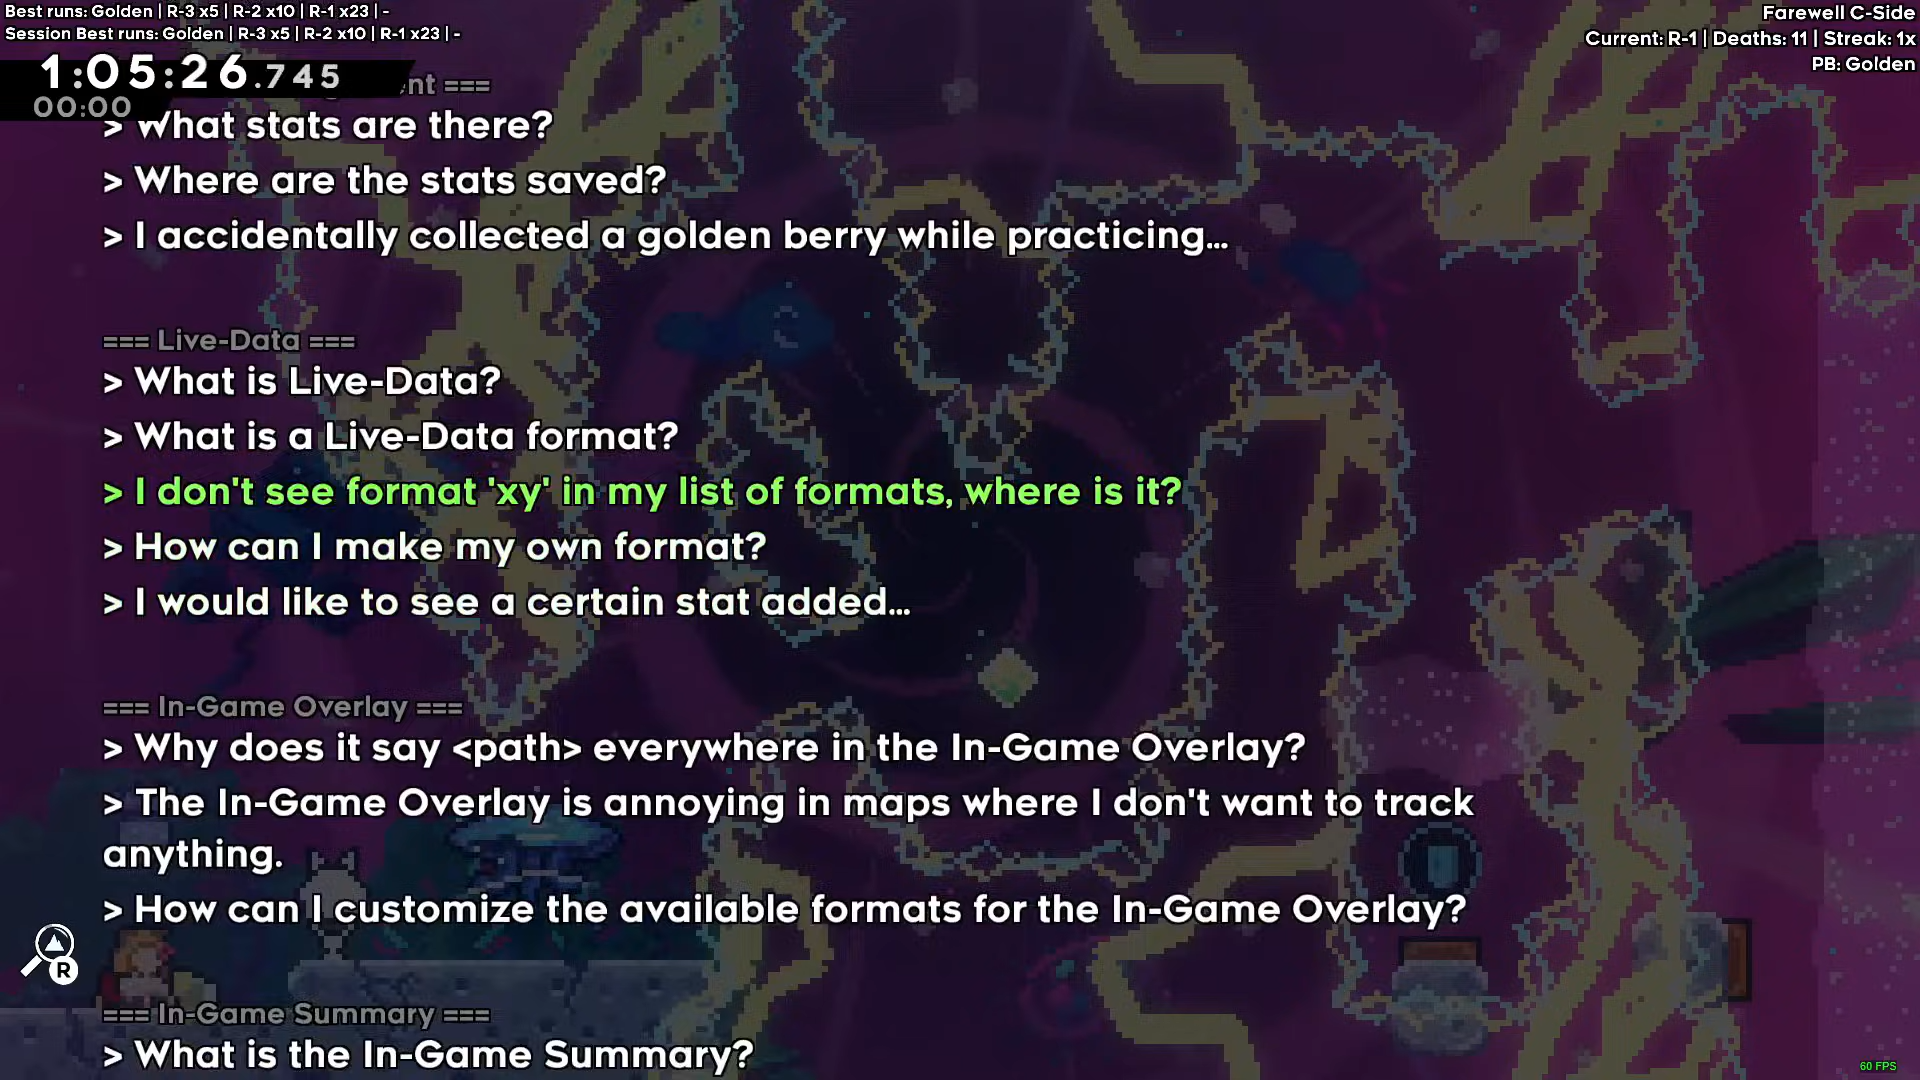 Best runs: Golden | R-3 x5 | R-2 x10 | R-1 x23 | -
Session Best runs: Golden | R-3 x5 | R-2 x10 | R-1 x23 | -
Farewell C-Side
Current: R-1 | Deaths: 11 | Streak: 1x
PB: Golden
1:05:26.745
00:00
===
> What stats are there?
> Where are the stats saved?
> I accidentally collected a golden berry while practicing...
=== Live-Data ===
> What is Live-Data?
> What is a Live-Data format?
> I don't see format 'xy' in my list of formats, where is it?
> How can I make my own format?
> I would like to see a certain stat added...
=== In-Game Overlay ===
> Why does it say <path> everywhere in the In-Game Overlay?
> The In-Game Overlay is annoying in maps where I don't want to track
anything.
> How can I customize the available formats for the In-Game Overlay?
R
=== In-Game Summary ===
> What is the In-Game Summary?
60 FPS